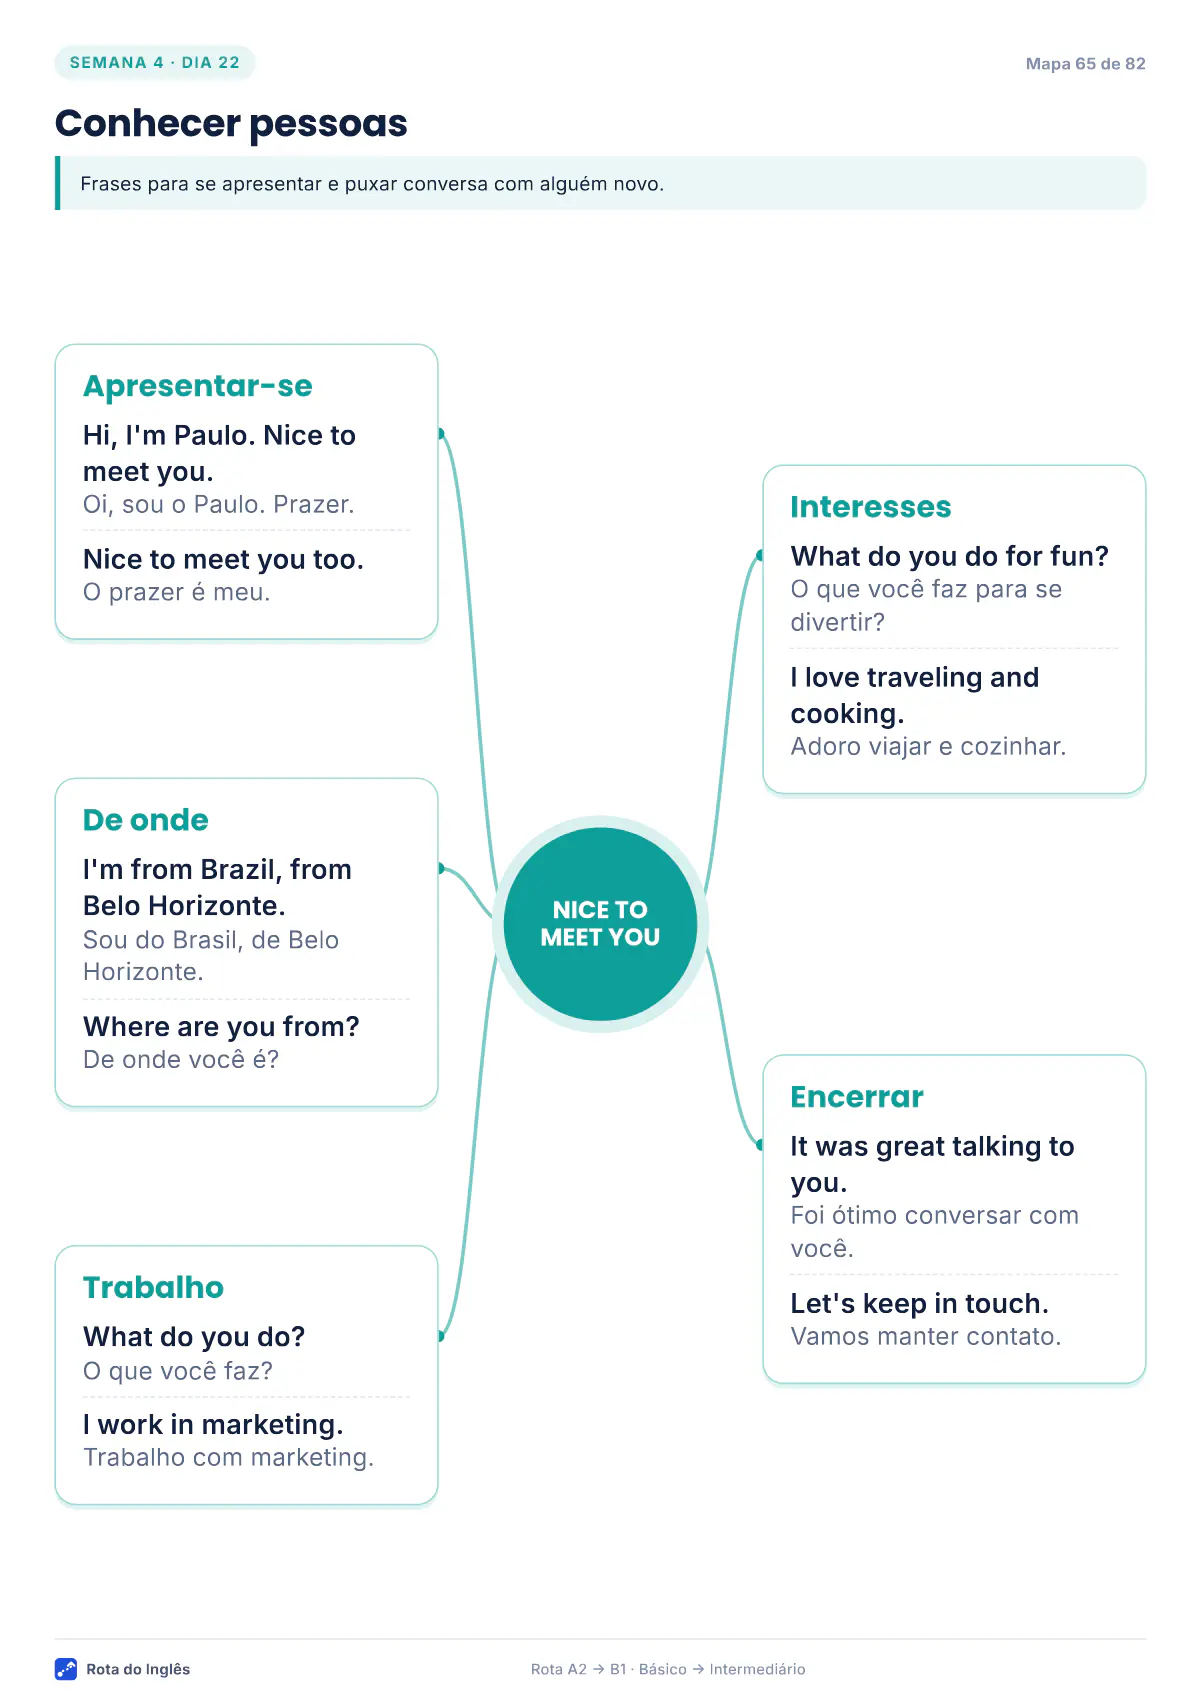 SEMANA 4 · DIA 22
Mapa 65 de 82
Conhecer pessoas
Frases para se apresentar e puxar conversa com alguém novo.
Apresentar-se
Hi, I'm Paulo. Nice to
meet you.
Oi, sou o Paulo. Prazer.
Nice to meet you too.
O prazer é meu.
De onde
I'm from Brazil, from
Belo Horizonte.
Sou do Brasil, de Belo
Horizonte.
Where are you from?
De onde você é?
Trabalho
What do you do?
O que você faz?
I work in marketing.
Trabalho com marketing.
NICE TO
MEET YOU
Interesses
What do you do for fun?
O que você faz para se
divertir?
I love traveling and
cooking.
Adoro viajar e cozinhar.
Encerrar
It was great talking to
you.
Foi ótimo conversar com
você.
Let's keep in touch.
Vamos manter contato.
Rota do Inglês
Rota A2 → B1 · Básico → Intermediário